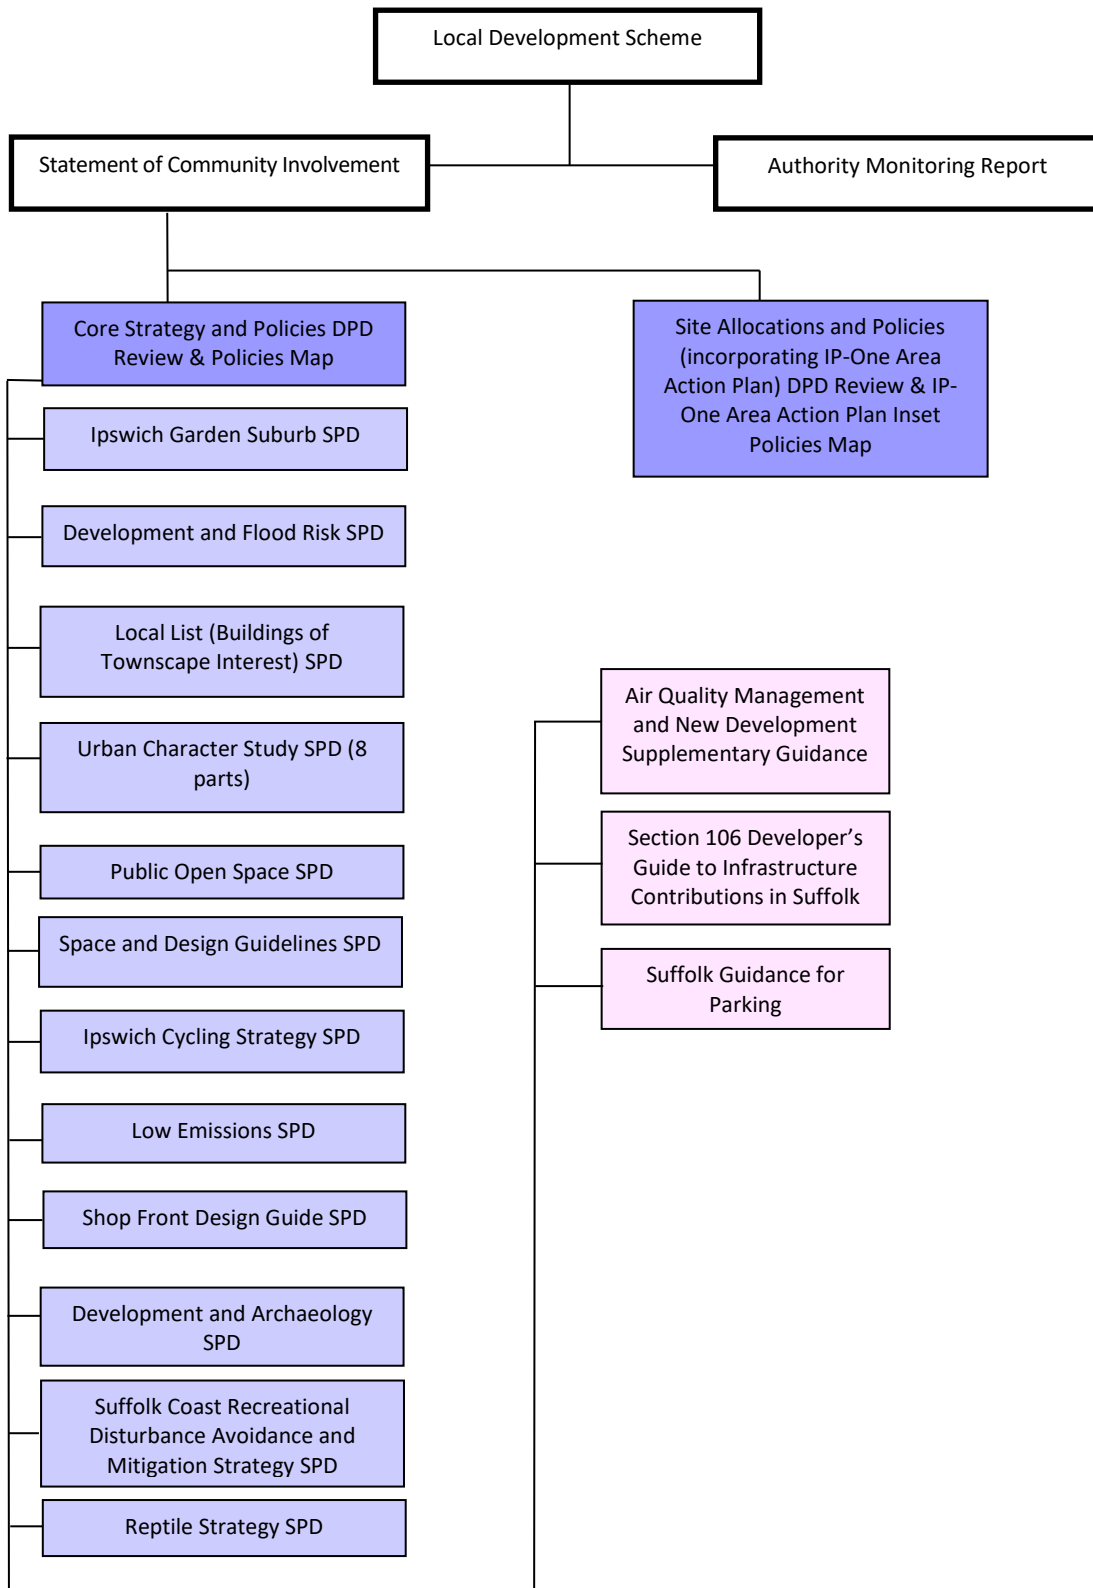 Local Development Scheme
Statement of Community Involvement
Authority Monitoring Report
Core Strategy and Policies DPD
Review & Policies Map
Site Allocations and Policies
(incorporating IP-One Area
Action Plan) DPD Review & IP-
One Area Action Plan Inset
Policies Map
Ipswich Garden Suburb SPD
Development and Flood Risk SPD
Local List (Buildings of
Townscape Interest) SPD
Urban Character Study SPD (8
parts)
Public Open Space SPD
Space and Design Guidelines SPD
Ipswich Cycling Strategy SPD
Low Emissions SPD
Shop Front Design Guide SPD
Development and Archaeology
SPD
Suffolk Coast Recreational
Disturbance Avoidance and
Mitigation Strategy SPD
Reptile Strategy SPD
Air Quality Management
and New Development
Supplementary Guidance
Section 106 Developer’s
Guide to Infrastructure
Contributions in Suffolk
Suffolk Guidance for
Parking